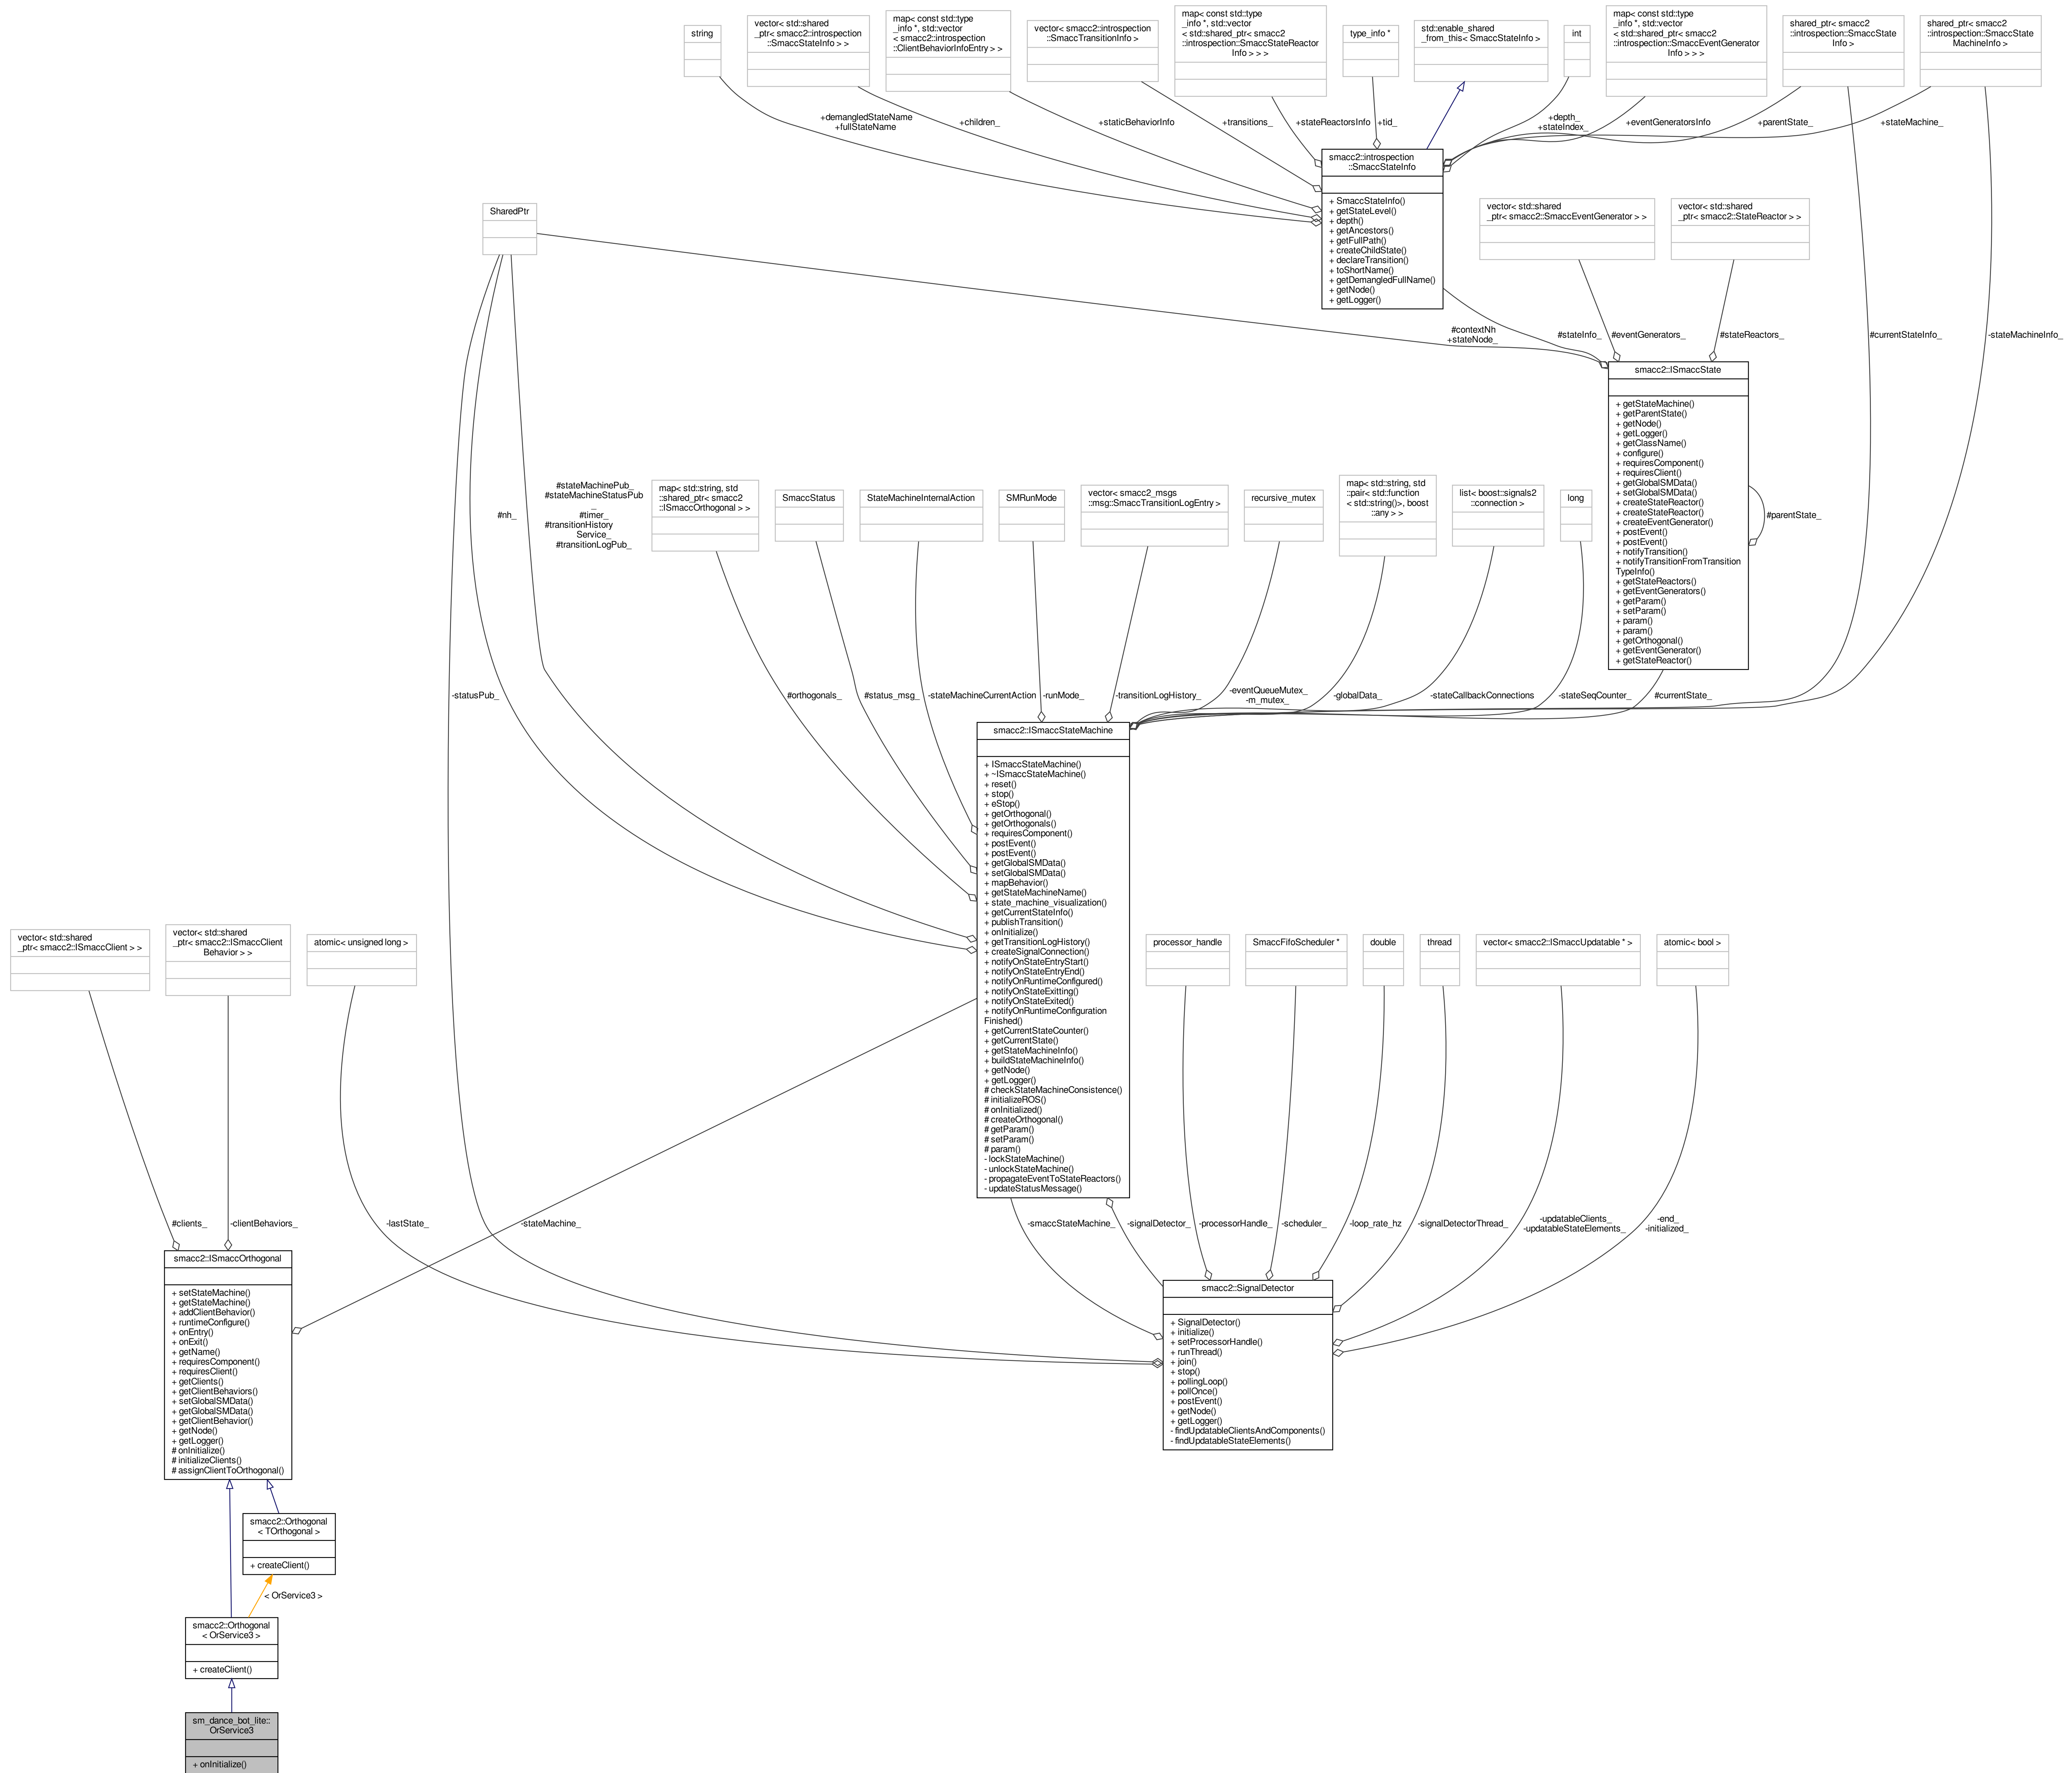 string
vector< std::shared
_ptr< smacc2::introspection
::SmaccStateInfo > >
map< const std::type
_info *, std::vector
< smacc2::introspection
::ClientBehaviorInfoEntry > >
vector< smacc2::introspection
::SmaccTransitionInfo >
map< const std::type
_info *, std::vector
< std::shared_ptr< smacc2
::introspection::SmaccStateReactor
Info > > >
type_info *
std::enable_shared
_from_this< SmaccStateInfo >
int
map< const std::type
_info *, std::vector
< std::shared_ptr< smacc2
::introspection::SmaccEventGenerator
Info > > >
shared_ptr< smacc2
::introspection::SmaccState
Info >
shared_ptr< smacc2
::introspection::SmaccState
MachineInfo >
+demangledStateName
+fullStateName
+children_
+staticBehaviorInfo
+transitions_
+stateReactorsInfo
+tid_
+depth_
+stateIndex_
+eventGeneratorsInfo
+parentState_
+stateMachine_
smacc2::introspection
::SmaccStateInfo
+ SmaccStateInfo()
+ getStateLevel()
+ depth()
+ getAncestors()
+ getFullPath()
+ createChildState()
+ declareTransition()
+ toShortName()
+ getDemangledFullName()
+ getNode()
+ getLogger()
SharedPtr
vector< std::shared
_ptr< smacc2::SmaccEventGenerator > >
vector< std::shared
_ptr< smacc2::StateReactor > >
#contextNh
+stateNode_
#stateInfo_
#eventGenerators_
#stateReactors_
#currentStateInfo_
-stateMachineInfo_
smacc2::ISmaccState
+ getStateMachine()
+ getParentState()
+ getNode()
+ getLogger()
+ getClassName()
+ configure()
+ requiresComponent()
+ requiresClient()
+ getGlobalSMData()
+ setGlobalSMData()
+ createStateReactor()
+ createStateReactor()
+ createEventGenerator()
+ postEvent()
+ postEvent()
+ notifyTransition()
+ notifyTransitionFromTransition
TypeInfo()
+ getStateReactors()
+ getEventGenerators()
+ getParam()
+ setParam()
+ param()
+ param()
+ getOrthogonal()
+ getEventGenerator()
+ getStateReactor()
#parentState_
#nh_
#stateMachinePub_
#stateMachineStatusPub
_
#timer_
#transitionHistory
Service_
#transitionLogPub_
map< std::string, std
::shared_ptr< smacc2
::ISmaccOrthogonal > >
SmaccStatus
StateMachineInternalAction
SMRunMode
vector< smacc2_msgs
::msg::SmaccTransitionLogEntry >
recursive_mutex
map< std::string, std
::pair< std::function
< std::string()>, boost
::any > >
list< boost::signals2
::connection >
long
-statusPub_
#orthogonals_
#status_msg_
-stateMachineCurrentAction
-runMode_
-transitionLogHistory_
-eventQueueMutex_
-m_mutex_
-globalData_
-stateCallbackConnections
-stateSeqCounter_
#currentState_
smacc2::ISmaccStateMachine
+ ISmaccStateMachine()
+ ~ISmaccStateMachine()
+ reset()
+ stop()
+ eStop()
+ getOrthogonal()
+ getOrthogonals()
+ requiresComponent()
+ postEvent()
+ postEvent()
+ getGlobalSMData()
+ setGlobalSMData()
+ mapBehavior()
+ getStateMachineName()
+ state_machine_visualization()
+ getCurrentStateInfo()
+ publishTransition()
+ onInitialize()
+ getTransitionLogHistory()
+ createSignalConnection()
+ notifyOnStateEntryStart()
+ notifyOnStateEntryEnd()
+ notifyOnRuntimeConfigured()
+ notifyOnStateExitting()
+ notifyOnStateExited()
+ notifyOnRuntimeConfiguration
Finished()
+ getCurrentStateCounter()
+ getCurrentState()
+ getStateMachineInfo()
+ buildStateMachineInfo()
+ getNode()
+ getLogger()
# checkStateMachineConsistence()
# initializeROS()
# onInitialized()
# createOrthogonal()
# getParam()
# setParam()
# param()
- lockStateMachine()
- unlockStateMachine()
- propagateEventToStateReactors()
- updateStatusMessage()
vector< std::shared
_ptr< smacc2::ISmaccClient > >
vector< std::shared
_ptr< smacc2::ISmaccClient
Behavior > >
atomic< unsigned long >
processor_handle
SmaccFifoScheduler *
double
thread
vector< smacc2::ISmaccUpdatable * >
atomic< bool >
#clients_
-clientBehaviors_
-lastState_
-stateMachine_
-smaccStateMachine_
-signalDetector_
-processorHandle_
-scheduler_
-loop_rate_hz
-signalDetectorThread_
-updatableClients_
-updatableStateElements_
-end_
-initialized_
smacc2::ISmaccOrthogonal
+ setStateMachine()
+ getStateMachine()
+ addClientBehavior()
+ runtimeConfigure()
+ onEntry()
+ onExit()
+ getName()
+ requiresComponent()
+ requiresClient()
+ getClients()
+ getClientBehaviors()
+ setGlobalSMData()
+ getGlobalSMData()
+ getClientBehavior()
+ getNode()
+ getLogger()
# onInitialize()
# initializeClients()
# assignClientToOrthogonal()
smacc2::SignalDetector
+ SignalDetector()
+ initialize()
+ setProcessorHandle()
+ runThread()
+ join()
+ stop()
+ pollingLoop()
+ pollOnce()
+ postEvent()
+ getNode()
+ getLogger()
- findUpdatableClientsAndComponents()
- findUpdatableStateElements()
smacc2::Orthogonal
< TOrthogonal >
+ createClient()
< OrService3 >
smacc2::Orthogonal
< OrService3 >
+ createClient()
sm_dance_bot_lite::
OrService3
+ onInitialize()